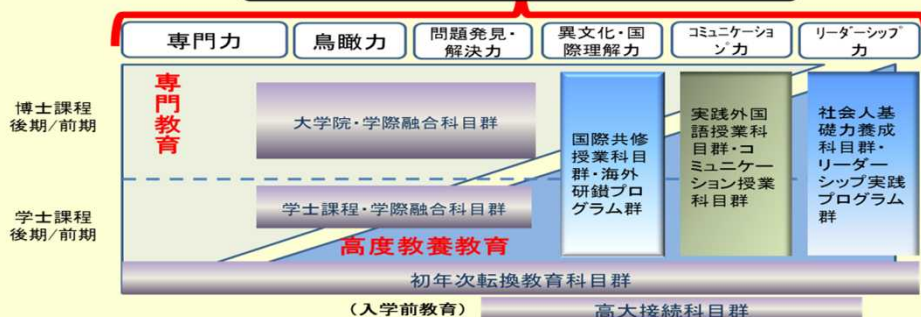 専門力
鳥瞰力
問題発見・
解決力
異文化・国
際理解力
コミュニケーショ
ン力
リーダーシップ
力
博士課程
後期/前期
専門教育
大学院・学際融合科目群
国際共修
授業科目
群・海外
研鑽プロ
グラム群
実践外国
語授業科
目群・コ
ミュニケー
ション授業
科目群
社会人基
礎力養成
科目群・
リーダー
シップ実践
プログラム
群
学士課程
後期/前期
学士課程・学際融合科目群
高度教養教育
初年次転換教育科目群
(入学前教育)
高大接続科目群